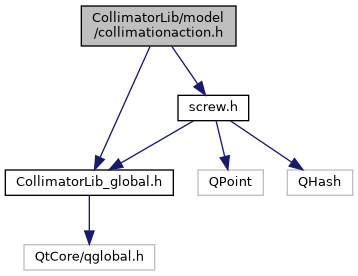 CollimatorLib/model
/collimationaction.h
screw.h
CollimatorLib_global.h
QPoint
QHash
QtCore/qglobal.h